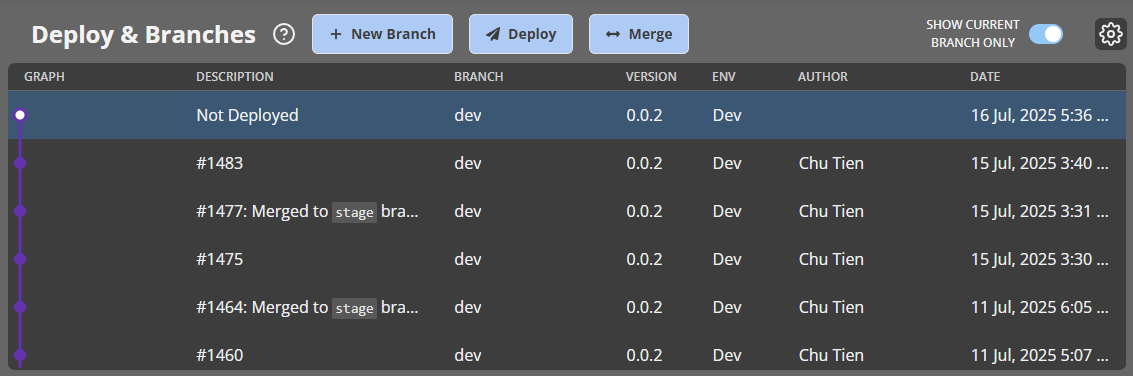 Deploy & Branches ? + New Branch Deploy Merge SHOW CURRENT
BRANCH ONLY
GRAPH DESCRIPTION BRANCH VERSION ENV AUTHOR DATE
Not Deployed dev 0.0.2 Dev 16 Jul, 2025 5:36 ...
#1483 dev 0.0.2 Dev Chu Tien 15 Jul, 2025 3:40 ...
#1477: Merged to stage bra... dev 0.0.2 Dev Chu Tien 15 Jul, 2025 3:31 ...
#1475 dev 0.0.2 Dev Chu Tien 15 Jul, 2025 3:30 ...
#1464: Merged to stage bra... dev 0.0.2 Dev Chu Tien 11 Jul, 2025 6:05 ...
#1460 dev 0.0.2 Dev Chu Tien 11 Jul, 2025 5:07 ...